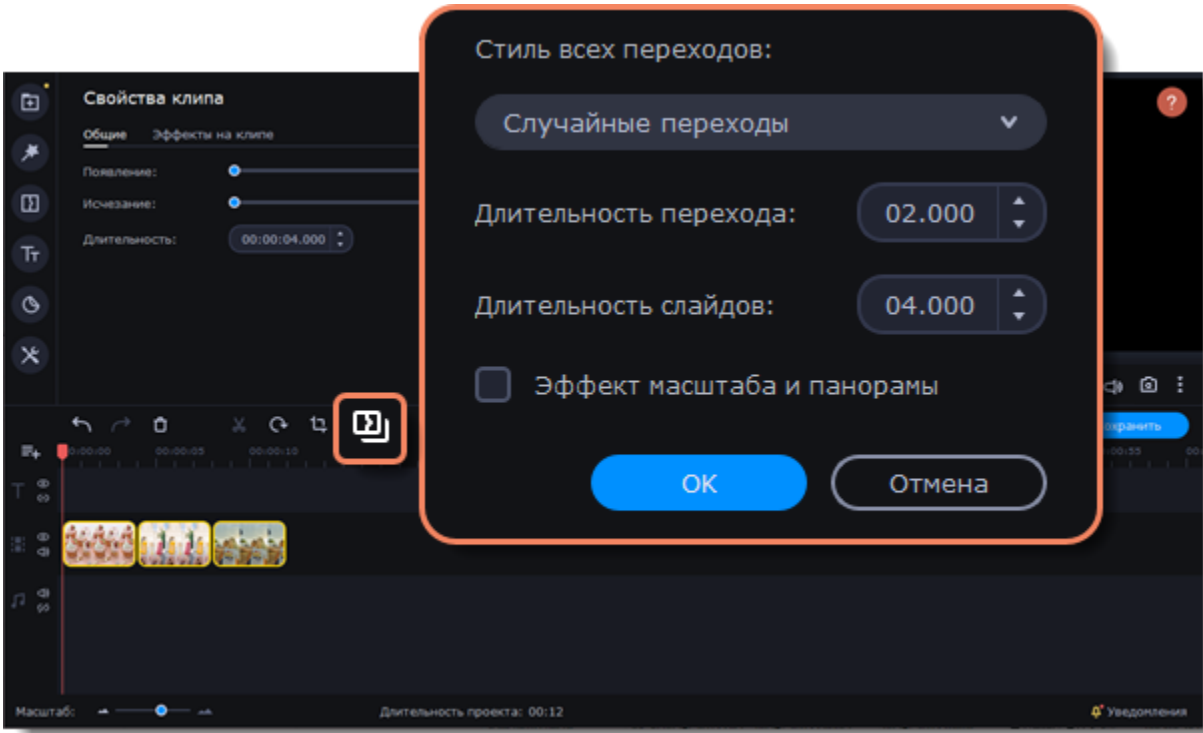 Стиль всех переходов:
Случайные переходы
Длительность перехода: 02.000
Длительность слайдов: 04.000
Эффект масштаба и панорамы
OK Отмена
Свойства клипа
Общие Эффекты на клипе
Появление:
Исчезание:
Длительность: 00:00:04.000
?
охранить
0:00:00 00:00:05 00:00:10 :00:55 00:
Масштаб: Длительность проекта: 00:12 Уведомления